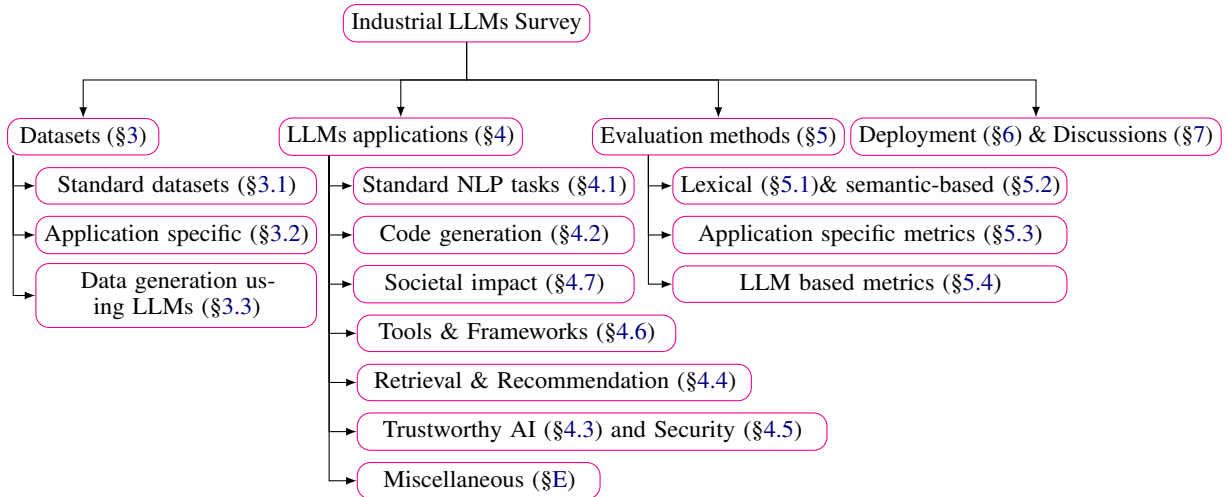 Industrial LLMs Survey
Datasets (§3)
Standard datasets (§3.1)
Application specific (§3.2)
Data generation us-
ing LLMs (§3.3)
LLMs applications (§4)
Standard NLP tasks (§4.1)
Code generation (§4.2)
Societal impact (§4.7)
Tools & Frameworks (§4.6)
Retrieval & Recommendation (§4.4)
Trustworthy AI (§4.3) and Security (§4.5)
Miscellaneous (§E)
Evaluation methods (§5)
Lexical (§5.1)& semantic-based (§5.2)
Application specific metrics (§5.3)
LLM based metrics (§5.4)
Deployment (§6) & Discussions (§7)